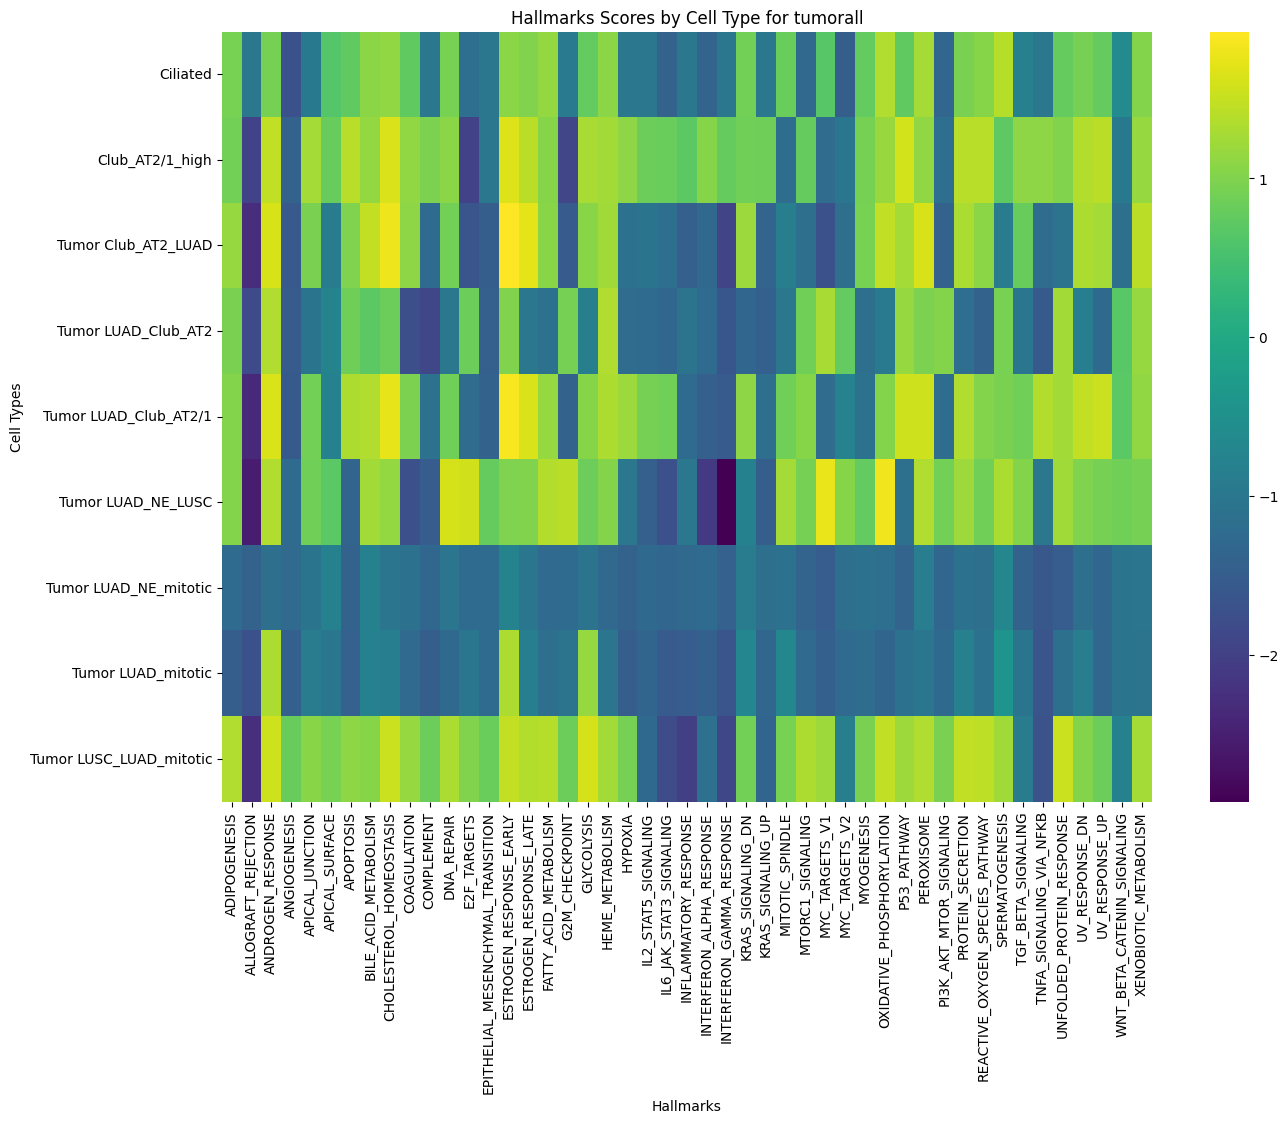 Hallmarks Scores by Cell Type for tumorall
Cell Types
Ciliated
Club_AT2/1_high
Tumor Club_AT2_LUAD
Tumor LUAD_Club_AT2
Tumor LUAD_Club_AT2/1
Tumor LUAD_NE_LUSC
Tumor LUAD_NE_mitotic
Tumor LUAD_mitotic
Tumor LUSC_LUAD_mitotic
1
0
−1
−2
ADIPOGENESIS
ALLOGRAFT_REJECTION
ANDROGEN_RESPONSE
ANGIOGENESIS
APICAL_JUNCTION
APICAL_SURFACE
APOPTOSIS
BILE_ACID_METABOLISM
CHOLESTEROL_HOMEOSTASIS
COAGULATION
COMPLEMENT
DNA_REPAIR
E2F_TARGETS
EPITHELIAL_MESENCHYMAL_TRANSITION
ESTROGEN_RESPONSE_EARLY
ESTROGEN_RESPONSE_LATE
FATTY_ACID_METABOLISM
G2M_CHECKPOINT
GLYCOLYSIS
HEME_METABOLISM
HYPOXIA
IL2_STAT5_SIGNALING
IL6_JAK_STAT3_SIGNALING
INFLAMMATORY_RESPONSE
INTERFERON_ALPHA_RESPONSE
INTERFERON_GAMMA_RESPONSE
KRAS_SIGNALING_DN
KRAS_SIGNALING_UP
MITOTIC_SPINDLE
MTORC1_SIGNALING
MYC_TARGETS_V1
MYC_TARGETS_V2
MYOGENESIS
OXIDATIVE_PHOSPHORYLATION
P53_PATHWAY
PEROXISOME
PI3K_AKT_MTOR_SIGNALING
PROTEIN_SECRETION
REACTIVE_OXYGEN_SPECIES_PATHWAY
SPERMATOGENESIS
TGF_BETA_SIGNALING
TNFA_SIGNALING_VIA_NFKB
UNFOLDED_PROTEIN_RESPONSE
UV_RESPONSE_DN
UV_RESPONSE_UP
WNT_BETA_CATENIN_SIGNALING
XENOBIOTIC_METABOLISM
Hallmarks